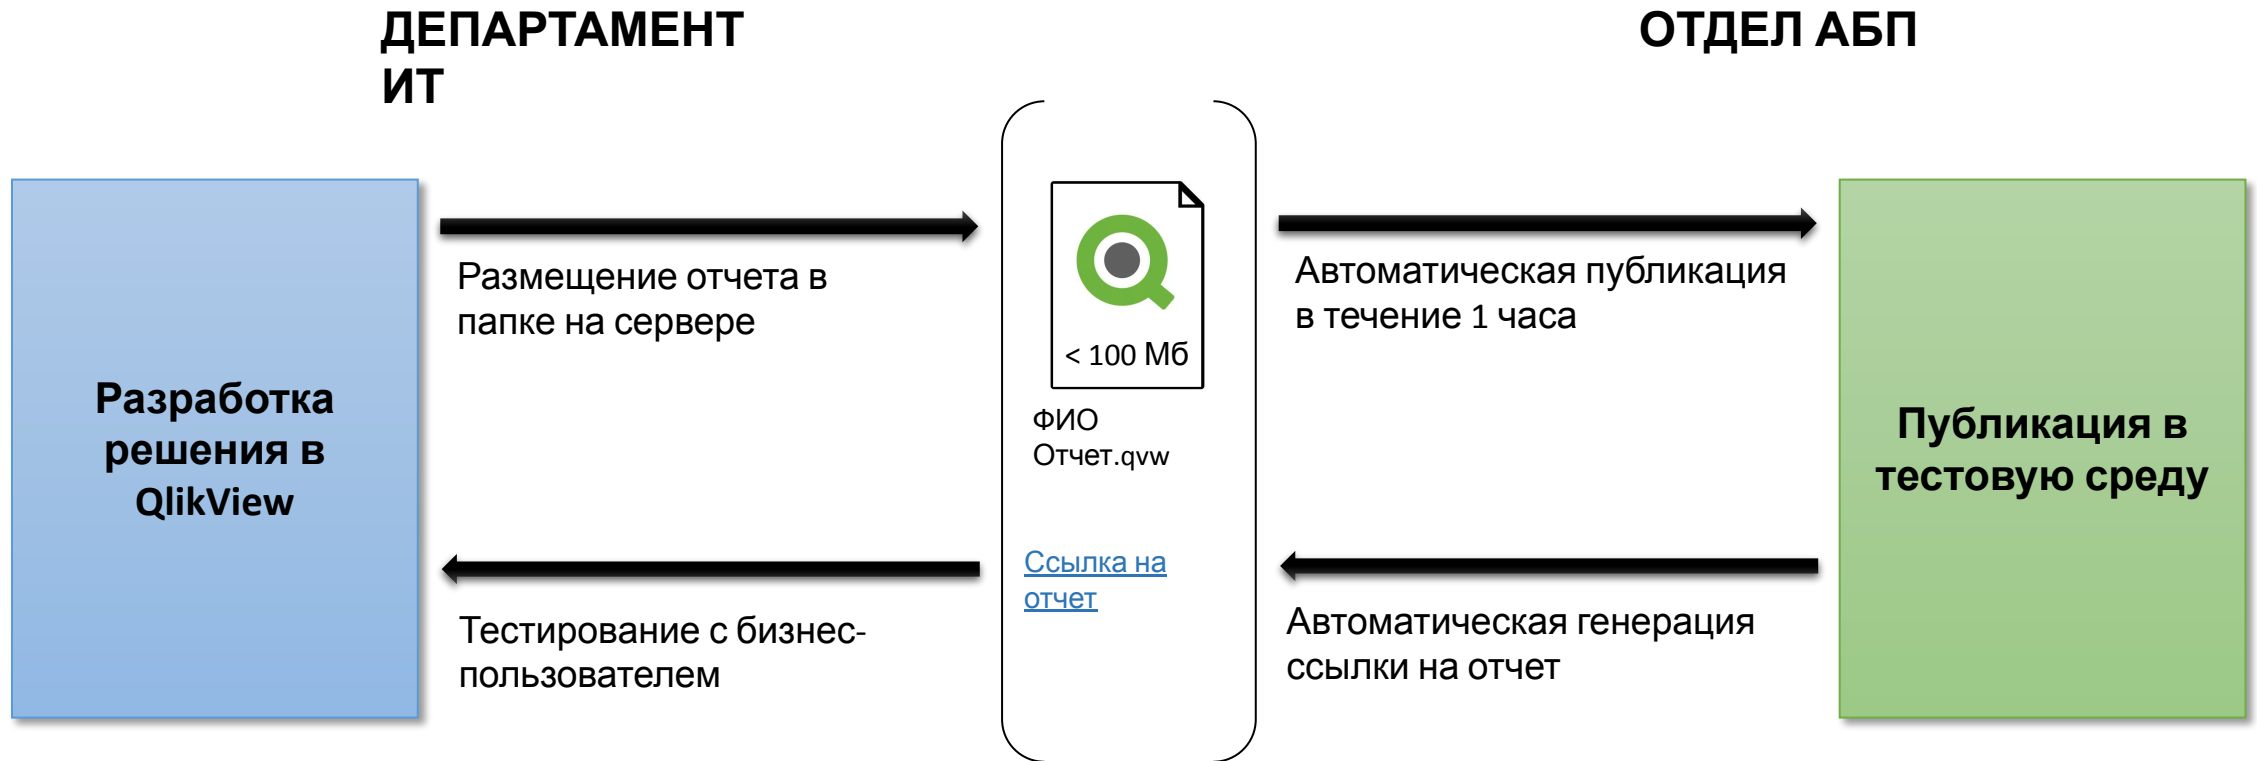 ДЕПАРТАМЕНТ
ИТ
ОТДЕЛ АБП
Разработка
решения в
QlikView
Размещение отчета в
папке на сервере
Тестирование с бизнес-
пользователем
< 100 Мб
ФИО
Отчет.qvw
Ссылка на
отчет
Автоматическая публикация
в течение 1 часа
Автоматическая генерация
ссылки на отчет
Публикация в
тестовую среду